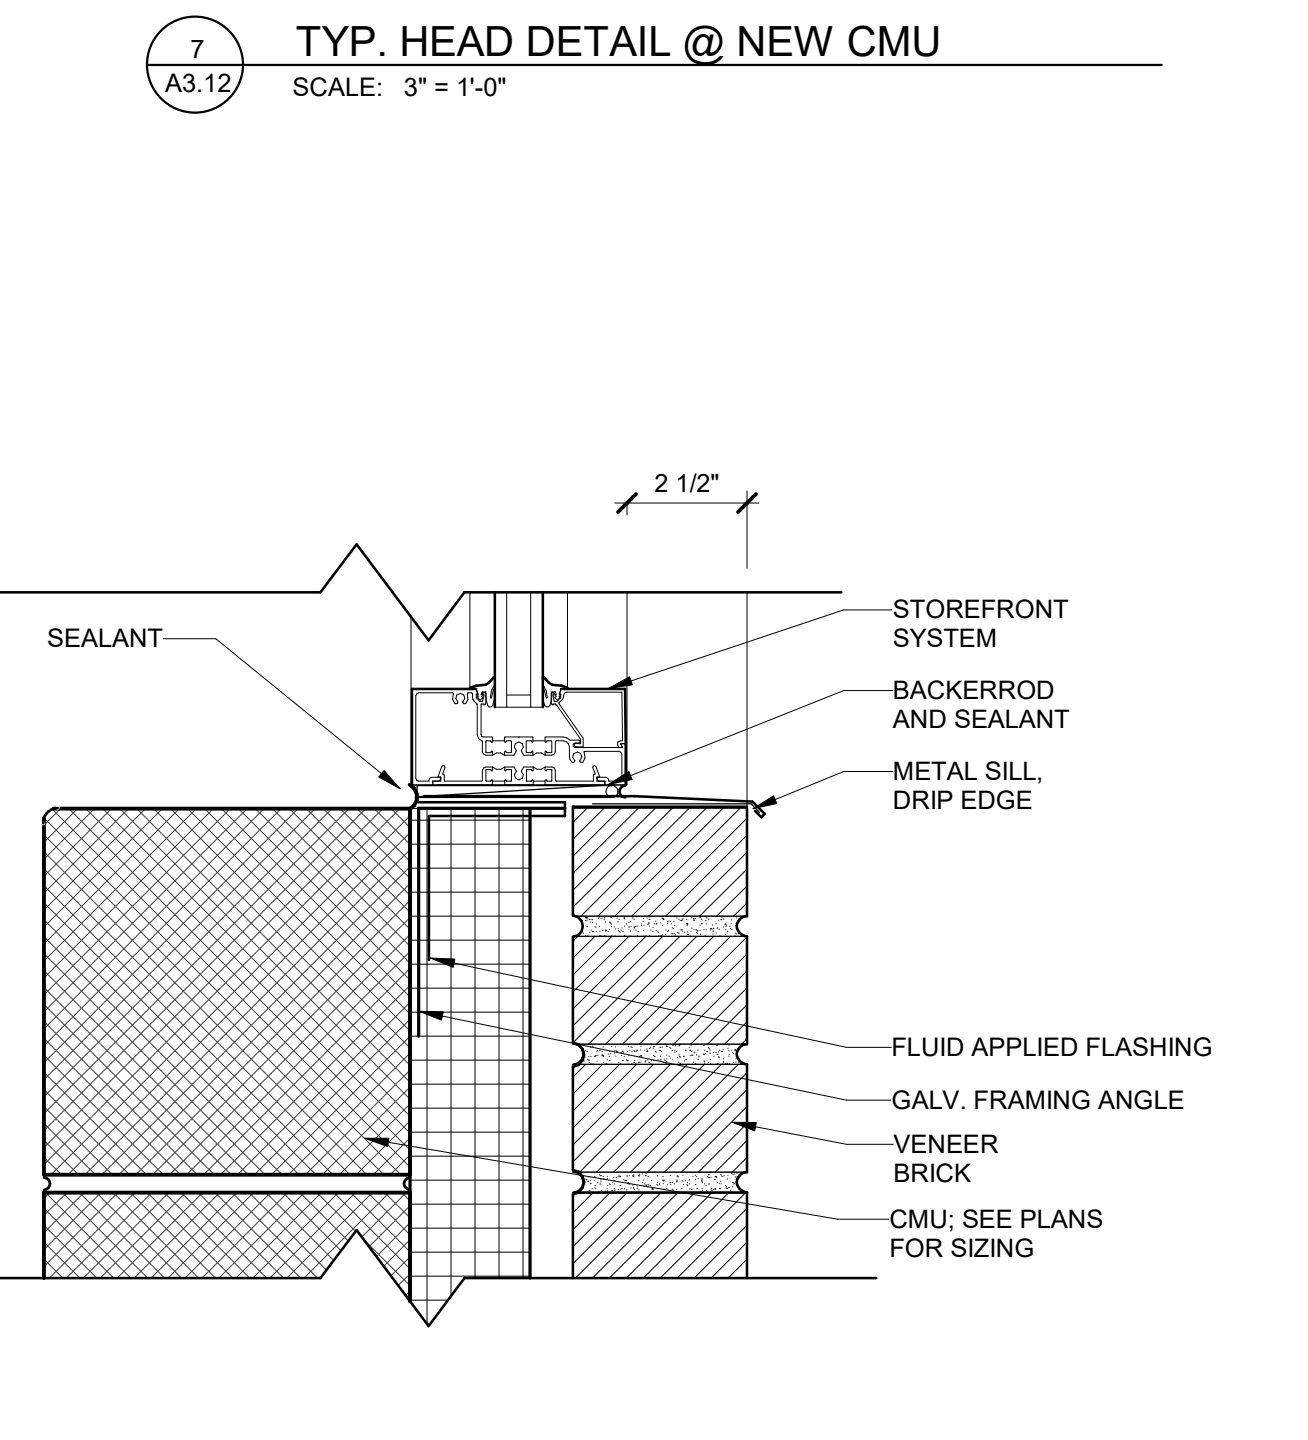 7
A3.12
TYP. HEAD DETAIL @ NEW CMU
SCALE: 3" = 1'-0"
2 1/2"
SEALANT
STOREFRONT
SYSTEM
BACKERROD
AND SEALANT
METAL SILL,
DRIP EDGE
FLUID APPLIED FLASHING
GALV. FRAMING ANGLE
VENEER
BRICK
CMU; SEE PLANS
FOR SIZING